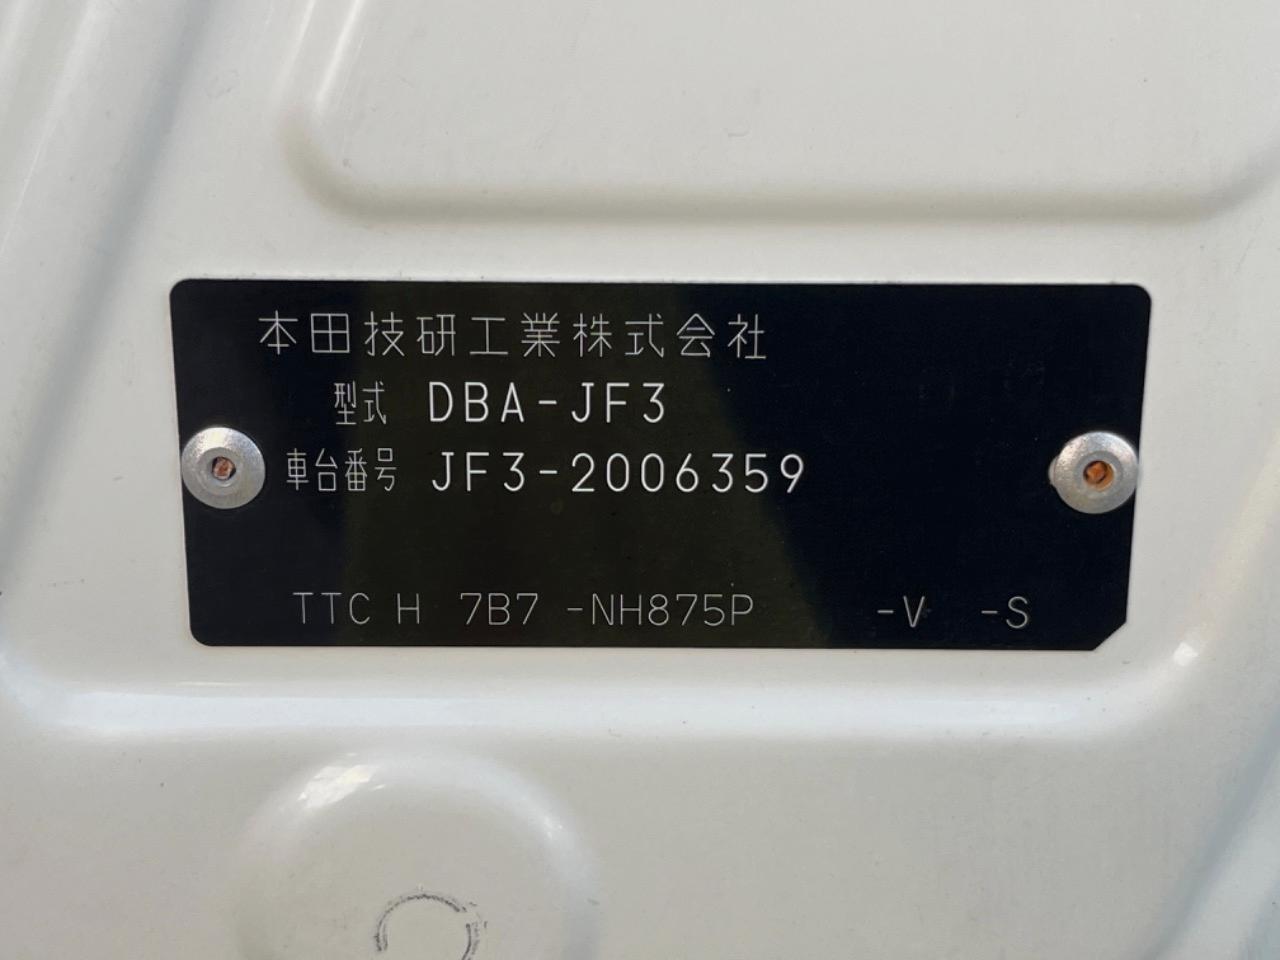 本田技研工業株式会社
型式 DBA-JF3
車台番号 JF3-2006359
TTC H 7B7 -NH875P -V -S